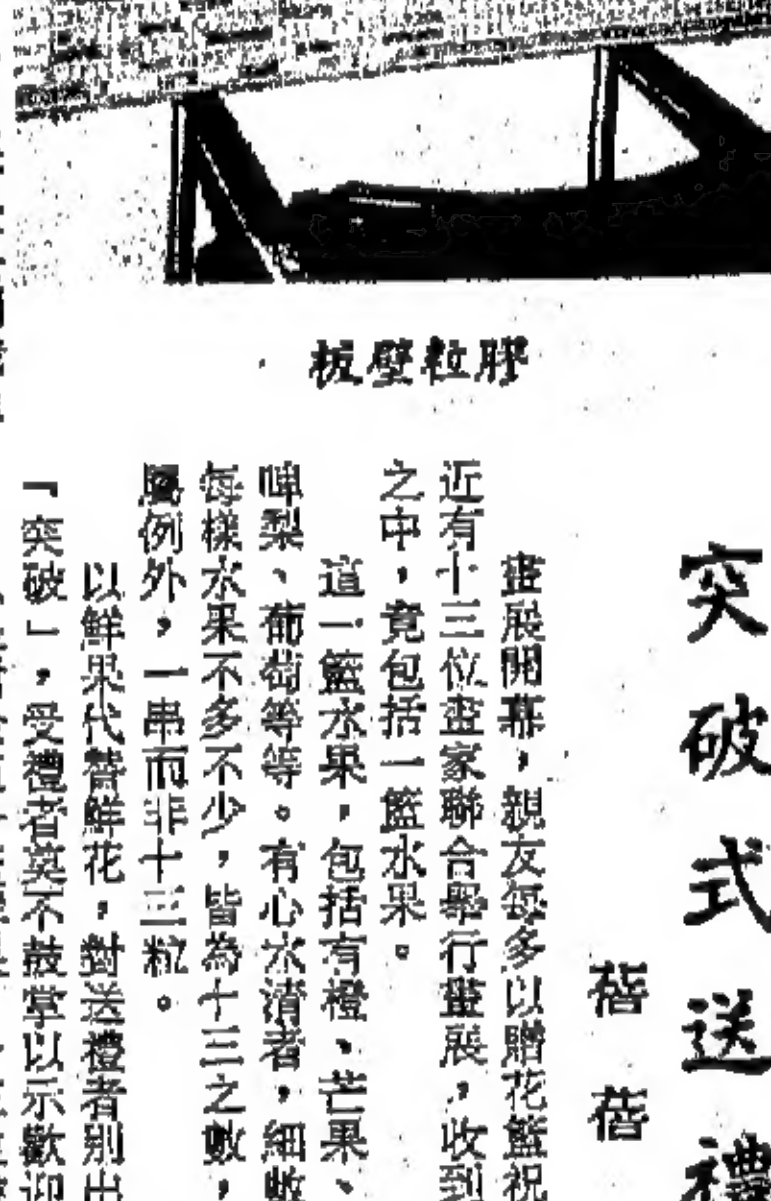 膠粒壁板
突破式送禮
蓓蓓
畫展開幕,親友每多以贈花籃祝
近有十三位畫家聯合舉行畫展,收到
之中,竟包括一籃水果。
這一籃水果,包括有橙、芒果、
啤梨、葡萄等等。有心水清者,細數
每樣水果不多不少,皆為十三之數,
屬例外,一串而非十三粒。
以鮮果代替鮮花,對送禮者別出
「突破」,受禮者莫不鼓掌以示歡迎